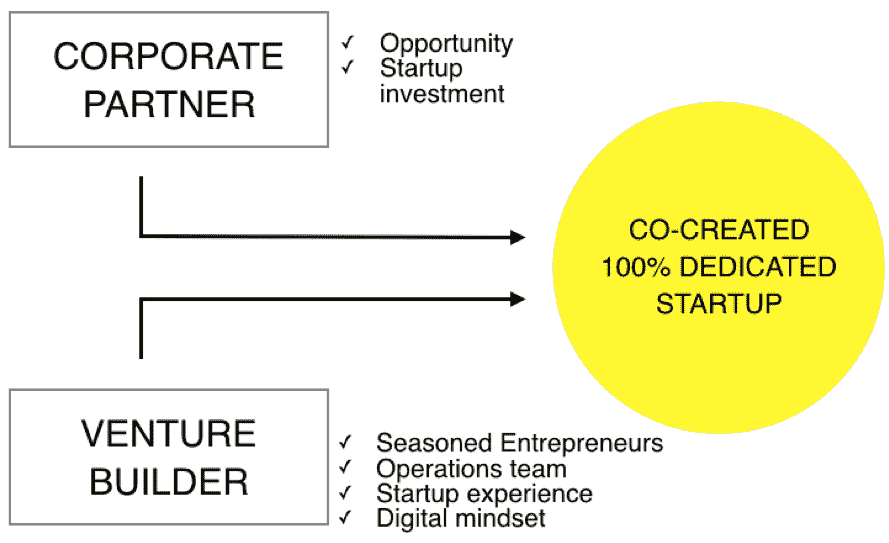 CORPORATE
PARTNER
✓ Opportunity
✓ Startup
investment
CO-CREATED
100% DEDICATED
STARTUP
VENTURE
BUILDER
✓ Seasoned Entrepreneurs
✓ Operations team
✓ Startup experience
✓ Digital mindset